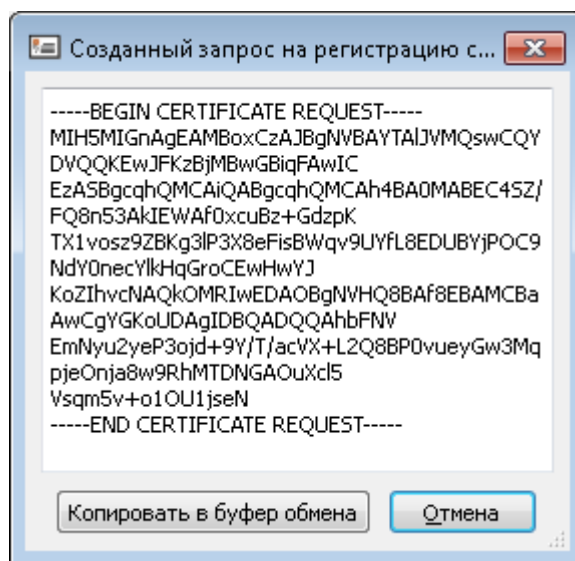 Созданный запрос на регистрацию с...
-----BEGIN CERTIFICATE REQUEST-----
MIH5MIGnAgEAMBoxCzAJBgNVBAYTAlJVMQswCQY
DVQQKEwJFKzBjMBwGBiqFAwIC
EzASBgcqhQMCAiQABgcqhQMCAh4BA0MABEC4SZ/
FQ8n53AkIEWAf0xcuBz+GdzpK
TX1vosz9ZBKg3lP3X8eFisBWqv9UYfL8EDUBYjPOC9
NdY0necYlkHqGroCEwHwYJ
KoZIhvcNAQkOMRIwEDAOBgNVHQ8BAf8EBAMCBa
AwCgYGKoUDAgIDBQADQQAhbFNV
EmNyu2yeP3ojd+9Y/T/acVX+L2Q8BP0vueyGw3Mq
pjeOnja8w9RhMTDNGAOuXcl5
Vsqm5v+o1OU1jseN
-----END CERTIFICATE REQUEST-----
Копировать в буфер обмена
Отмена